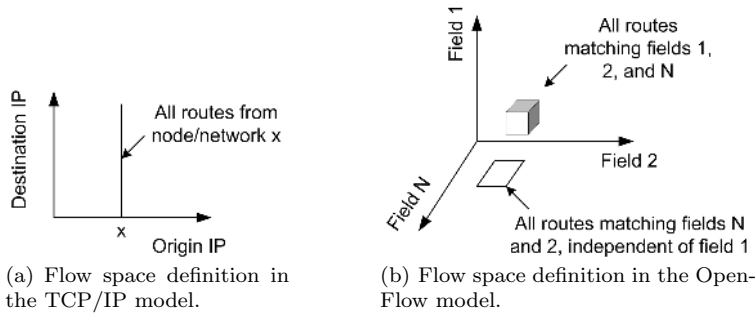 Destination IP
All routes from
node/network x
x
Origin IP
(a) Flow space definition in
the TCP/IP model.
Field 1
All routes
matching fields 1,
2, and N
Field 2
Field N
All routes matching fields N
and 2, independent of field 1
(b) Flow space definition in the Open-
Flow model.